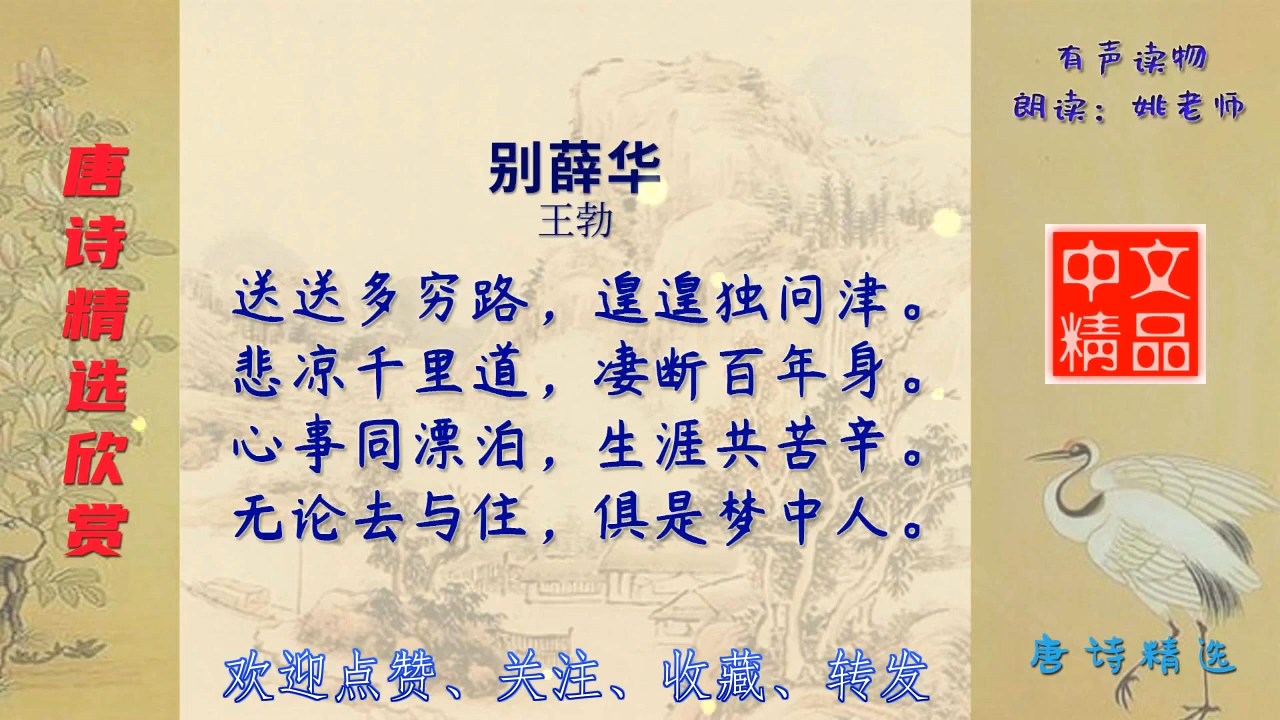 唐诗精选欣赏
别薛华
王勃
送送多穷路，遑遑独问津。
悲凉千里道，凄断百年身。
心事同漂泊，生涯共苦辛。
无论去与住，俱是梦中人。
欢迎点赞、关注、收藏、转发
有声读物
朗读：姚老师
中文
精品
唐诗精选